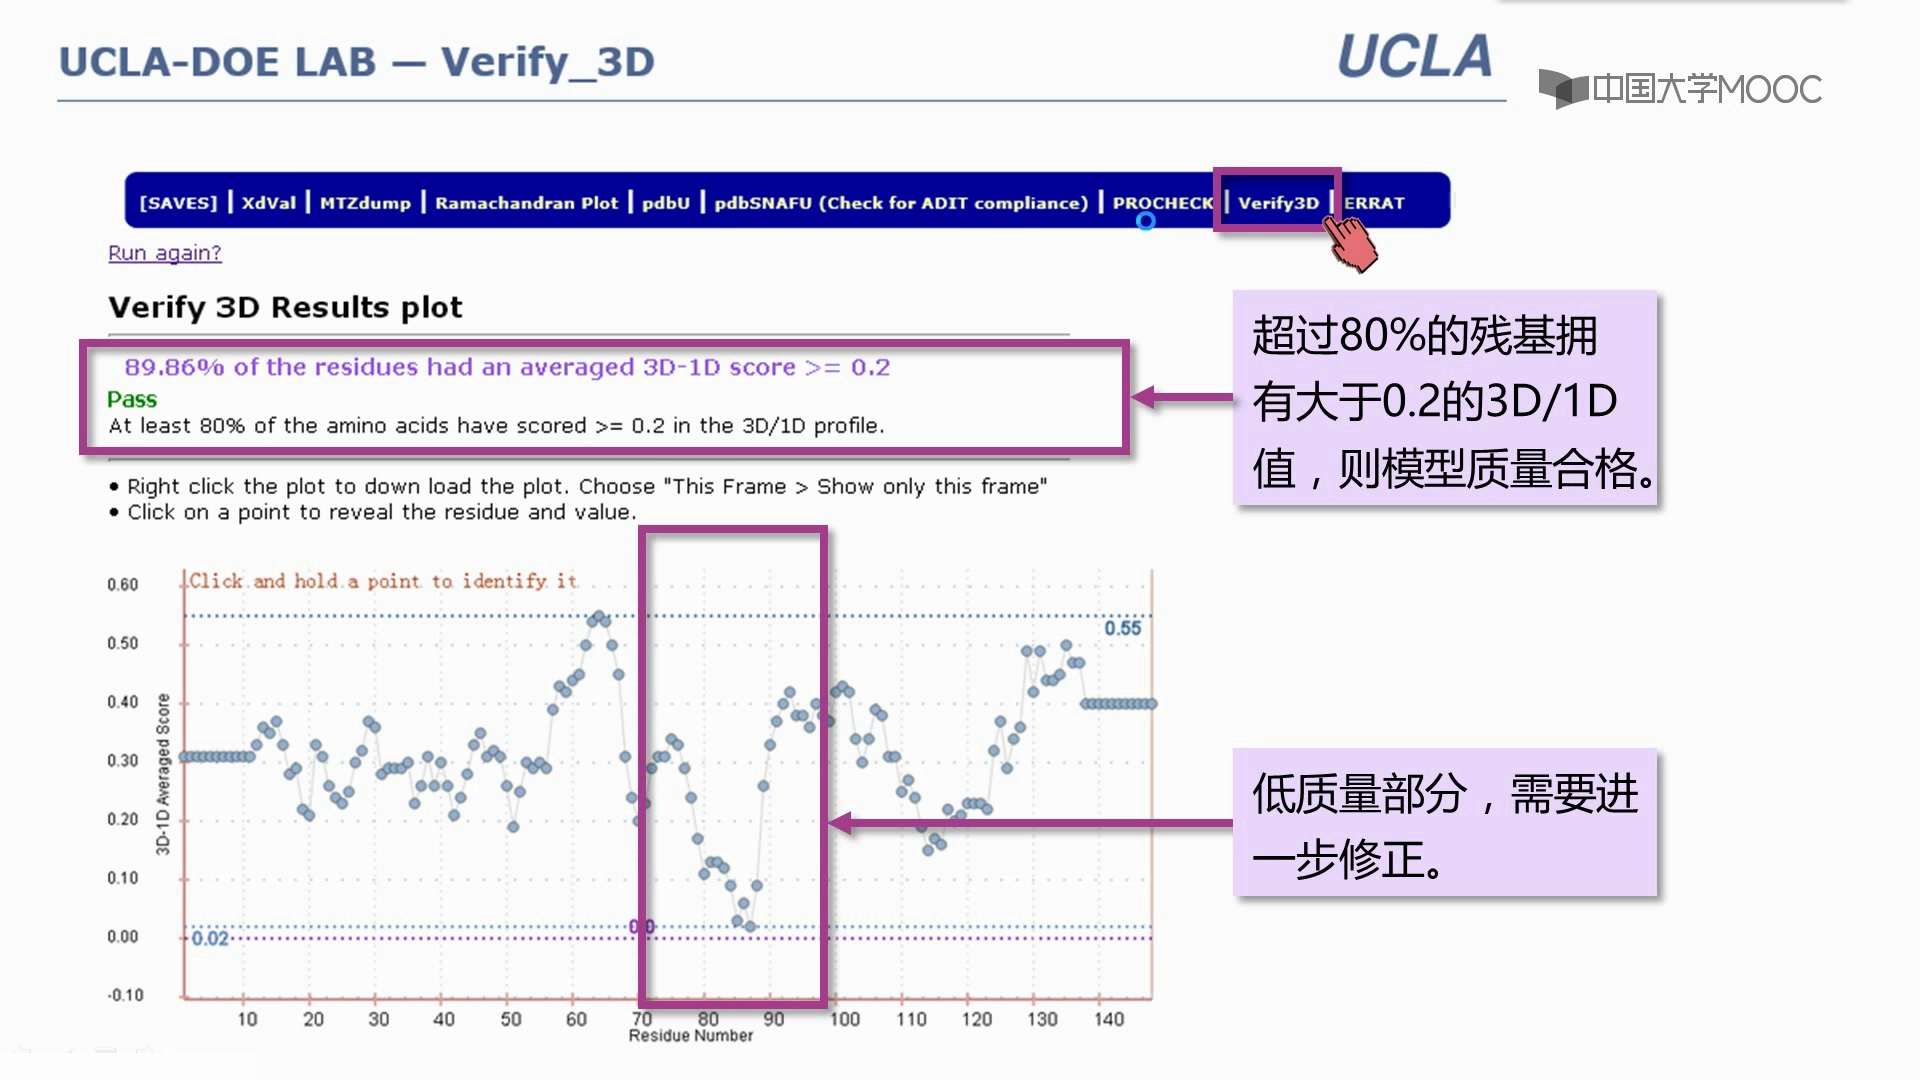 UCLA-DOE LAB — Verify_3D
UCLA
中国大学MOOC
[SAVES] | XdVal | MTZdump | Ramachandran Plot | pdbU | pdbSNAFU (Check for ADIT compliance) | PROCHECK | Verify3D | ERRAT
Run again?
Verify 3D Results plot
89.86% of the residues had an averaged 3D-1D score >= 0.2
Pass
At least 80% of the amino acids have scored >= 0.2 in the 3D/1D profile.
超过80%的残基拥
有大于0.2的3D/1D
值，则模型质量合格。
• Right click the plot to down load the plot. Choose "This Frame > Show only this frame"
• Click on a point to reveal the residue and value.
Click and hold a point to identify it
0.60
0.55
0.50
0.40
0.30
0.20
0.10
0.00
-0.10
0.02
0.0
3D-1D Averaged Score
低质量部分，需要进
一步修正。
10 20 30 40 50 60 70 80 90 100 110 120 130 140
Residue Number